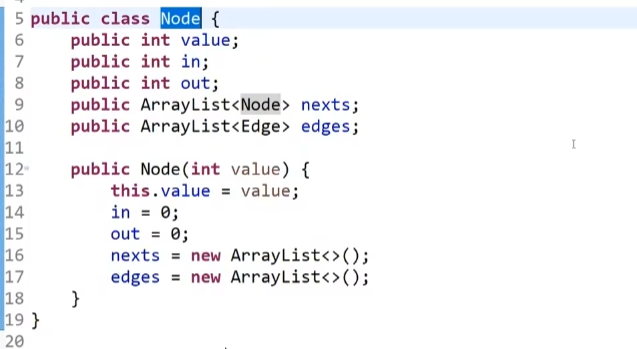 5 public class Node {
6 public int value;
7 public int in;
8 public int out;
9 public ArrayList<Node> nexts;
10 public ArrayList<Edge> edges;
11
12 public Node(int value) {
13 this.value = value;
14 in = 0;
15 out = 0;
16 nexts = new ArrayList<>();
17 edges = new ArrayList<>();
18 }
19 }
20